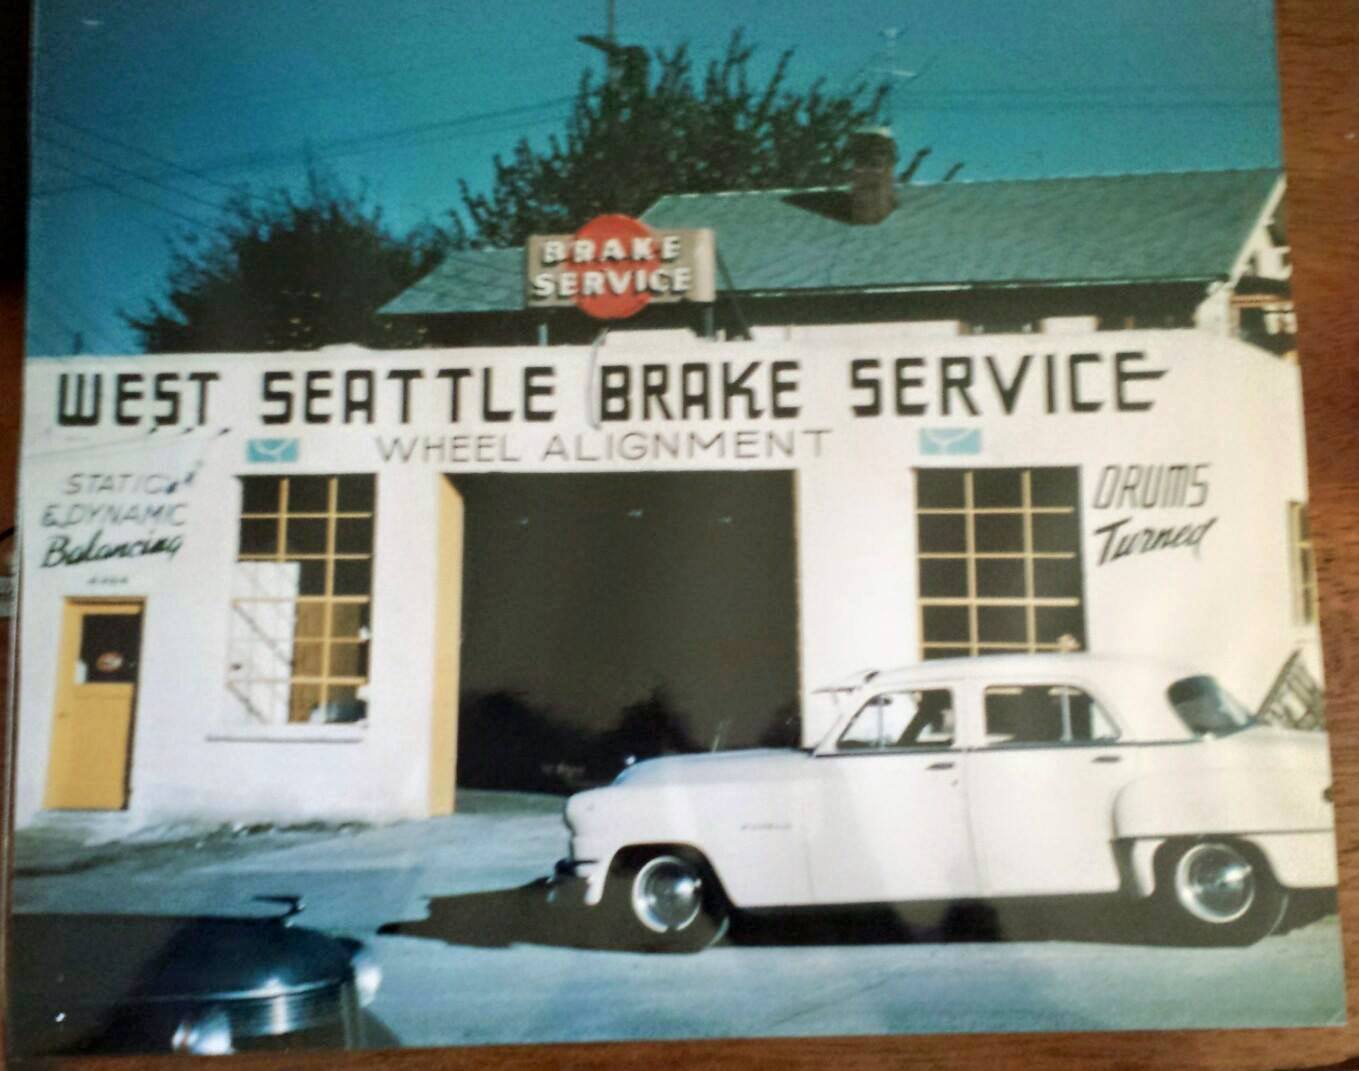 BRAKE
SERVICE
WEST SEATTLE BRAKE SERVICE
WHEEL ALIGNMENT
STATIC
& DYNAMIC
Balancing
DRUMS
Turned